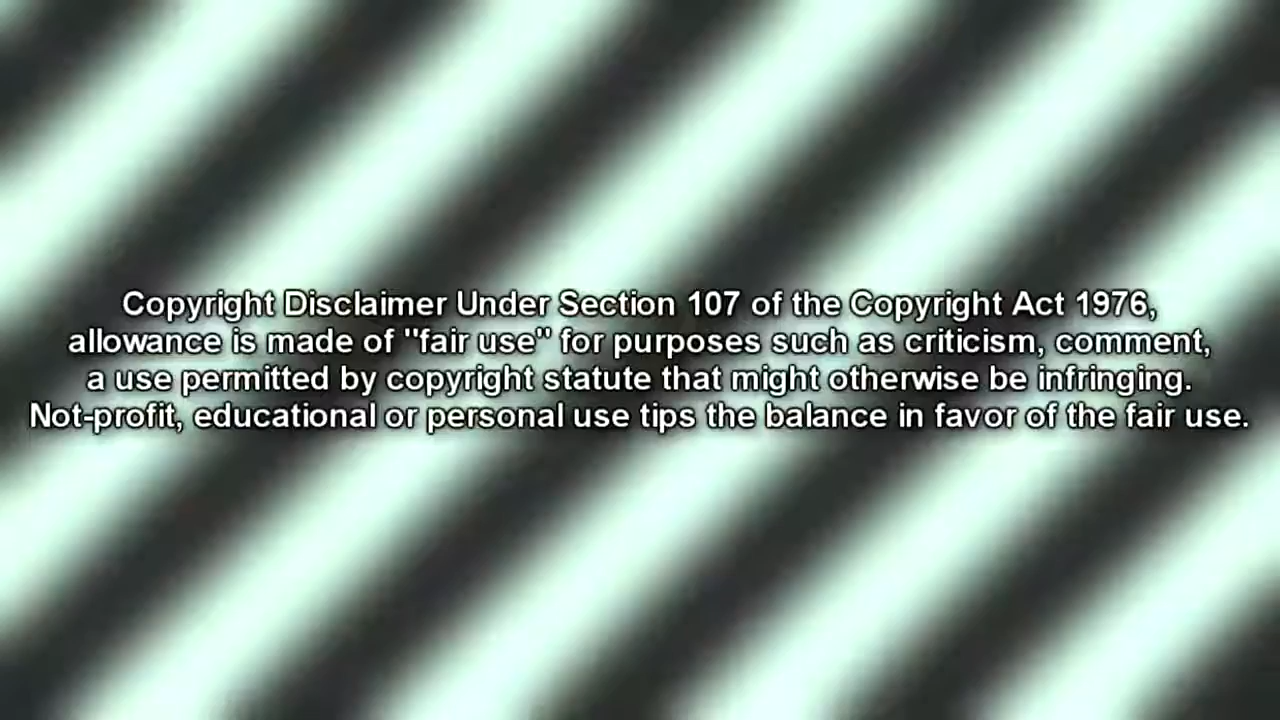 Copyright Disclaimer Under Section 107 of the Copyright Act 1976,
allowance is made of "fair use" for purposes such as criticism, comment,
a use permitted by copyright statute that might otherwise be infringing.
Not-profit, educational or personal use tips the balance in favor of the fair use.